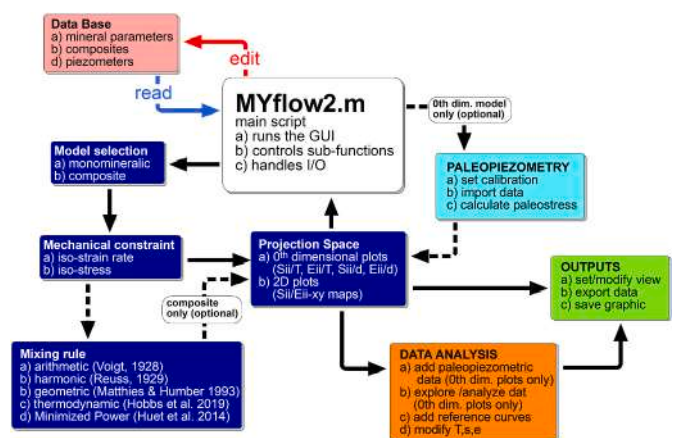 Data Base
a) mineral parameters
b) composites
d) piezometers
edit
read
MYflow2.m
main script
a) runs the GUI
b) controls sub-functions
c) handles I/O
0th dim. model
only (optional)
Model selection
a) monomineralic
b) composite
PALEOPIEZOMETRY
a) set calibration
b) import data
c) calculate paleostress
Mechanical constraint
a) iso-strain rate
b) iso-stress
Projection Space
a) 0th dimensional plots
(Sii/T, Eii/T, Sii/d, Eii/d)
b) 2D plots
(Sii/Eii-xy maps)
OUTPUTS
a) set/modify view
b) export data
c) save graphic
composite
only (optional)
Mixing rule
a) arithmetic (Voigt, 1928)
b) harmonic (Reuss, 1929)
b) geometric (Matthies & Humber 1993)
c) thermodynamic (Hobbs et al. 2019)
d) Minimized Power (Huet et al. 2014)
DATA ANALYSIS
a) add paleopiezometric
data (0th dim. plots only)
b) explore /analyze dat
(0th dim. plots only)
c) add reference curves
d) modify T,s,e